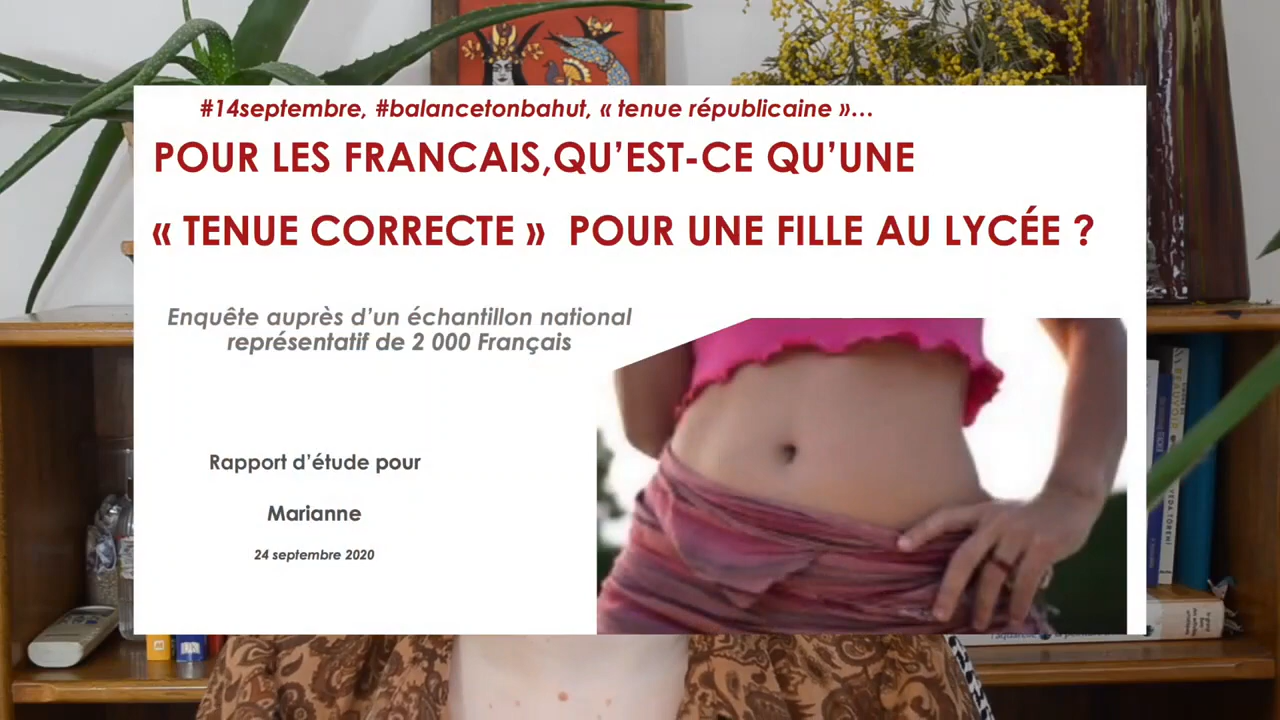 #14septembre, #balancetonbahut, « tenue républicaine »...
POUR LES FRANCAIS,QU'EST-CE QU'UNE
« TENUE CORRECTE » POUR UNE FILLE AU LYCÉE ?
Enquête auprès d'un échantillon national
représentatif de 2 000 Français
Rapport d'étude pour
Marianne
24 septembre 2020